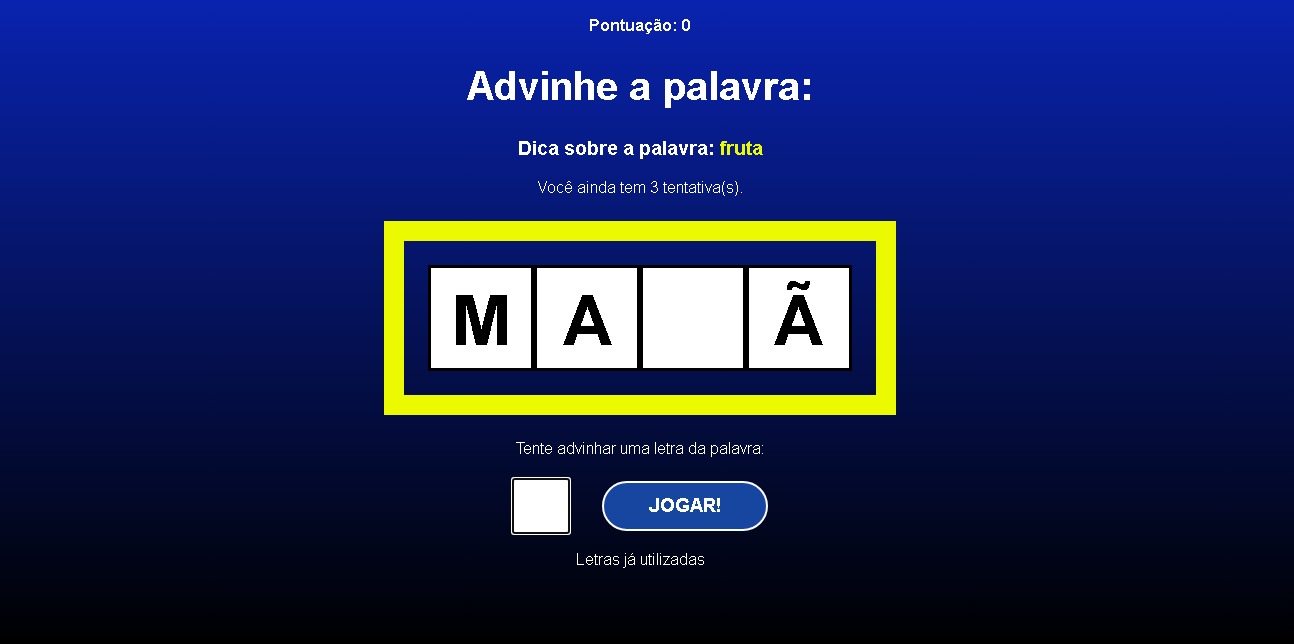 Pontuação: 0
Advinhe a palavra:
Dica sobre a palavra: fruta
Você ainda tem 3 tentativa(s).
M A Ã
Tente advinhar uma letra da palavra:
JOGAR!
Letras já utilizadas